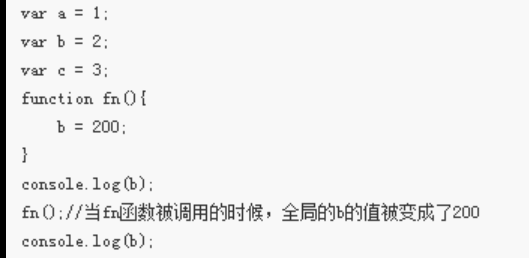 var a = 1;
var b = 2;
var c = 3;
function fn(){
    b = 200;
}
console.log(b);
fn();//当fn函数被调用的时候，全局的b的值被变成了200
console.log(b);